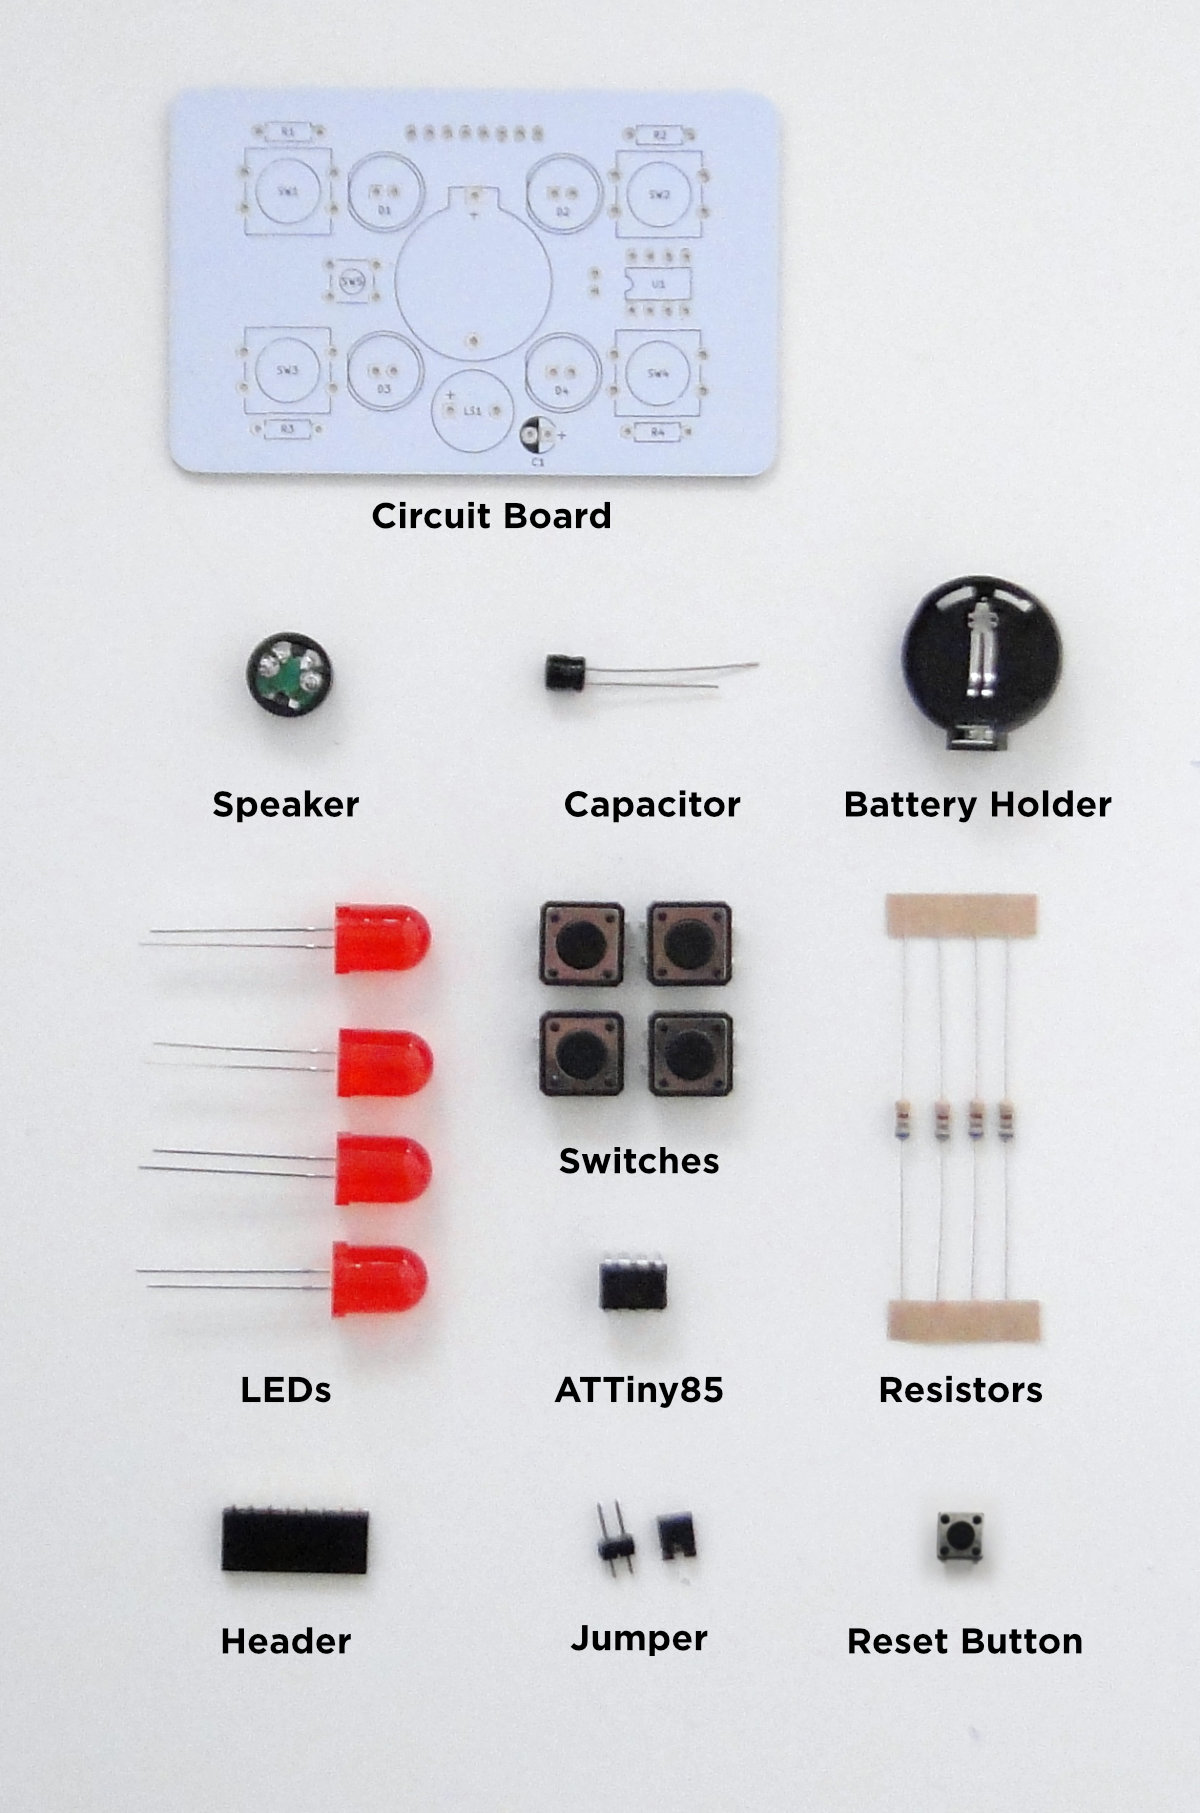 R1
R2
SW1
D1
+
D2
SW2
SW5
U1
SW3
D3
+
LS1
D4
SW4
R3
+
C1
R4
Circuit Board
Speaker
Capacitor
Battery Holder
Switches
LEDs
ATTiny85
Resistors
Header
Jumper
Reset Button